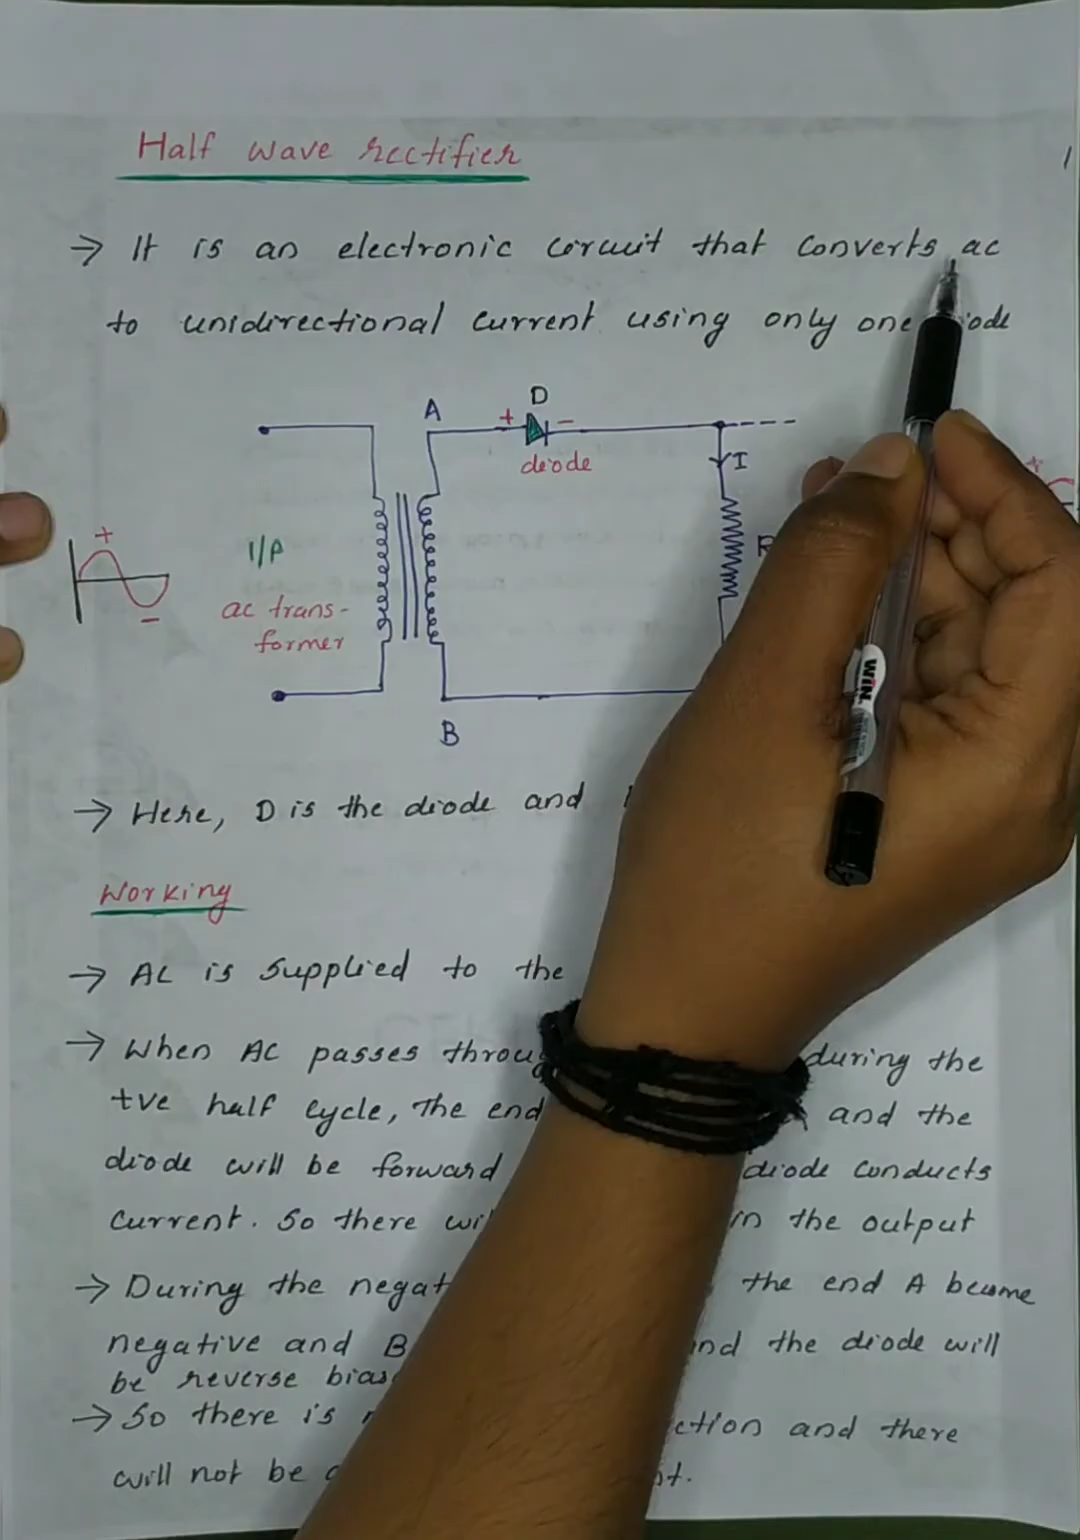 Half wave rectifier
→ It is an electronic circuit that converts ac
to unidirectional current using only one
A
D
+
-
diode
I
+
I/P
ac trans-
former
-
B
WIN
→ Here, D is the diode and
Working
→ AC is supplied to the
→ When AC passes during the
+ve half cycle, The end and the
diode will be forward diode conducts
current. So there in the output
→ During the the end A become
negative and B the diode will
be reverse
→ So there is and there
will not be